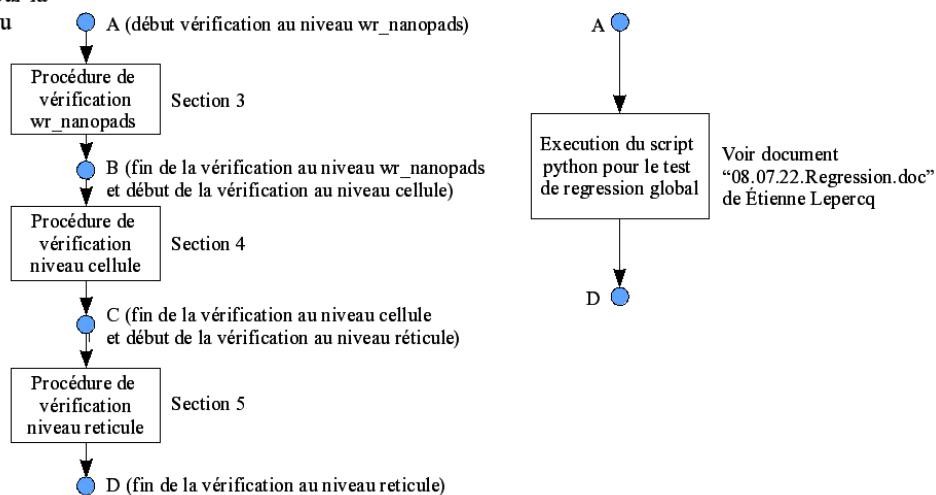 A (début vérification au niveau wr_nanopads)
Procédure de
vérification
wr_nanopads
Section 3
B (fin de la vérification au niveau wr_nanopads
et début de la vérification au niveau cellule)
Procédure de
vérification
niveau cellule
Section 4
C (fin de la vérification au niveau cellule
et début de la vérification au niveau réticule)
Procédure de
vérification
niveau reticule
Section 5
D (fin de la vérification au niveau reticule)
A
Execution du script
python pour le test
de regression global
Voir document
“08.07.22.Regression.doc”
de Étienne Lepercq
D